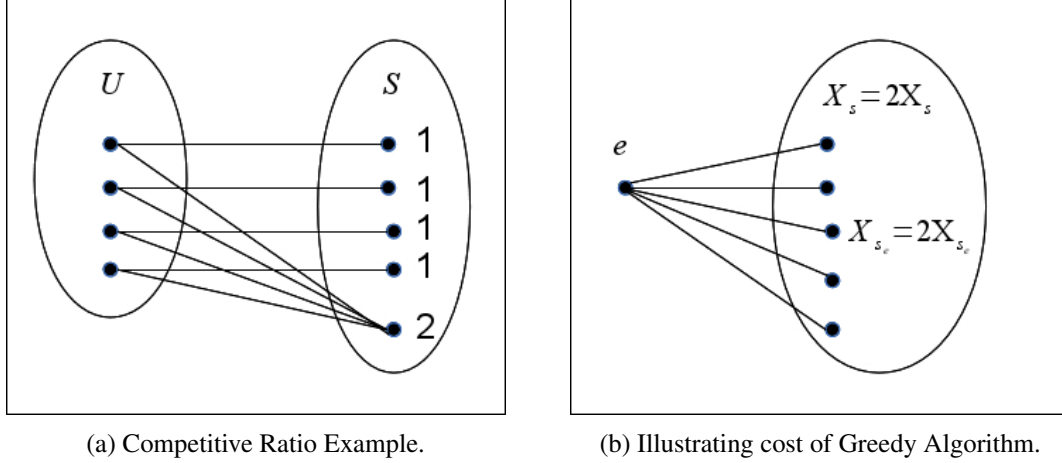 U
S
1
1
1
1
2
(a) Competitive Ratio Example.
e
X_s = 2X_s
X_{s_e} = 2X_{s_e}
(b) Illustrating cost of Greedy Algorithm.